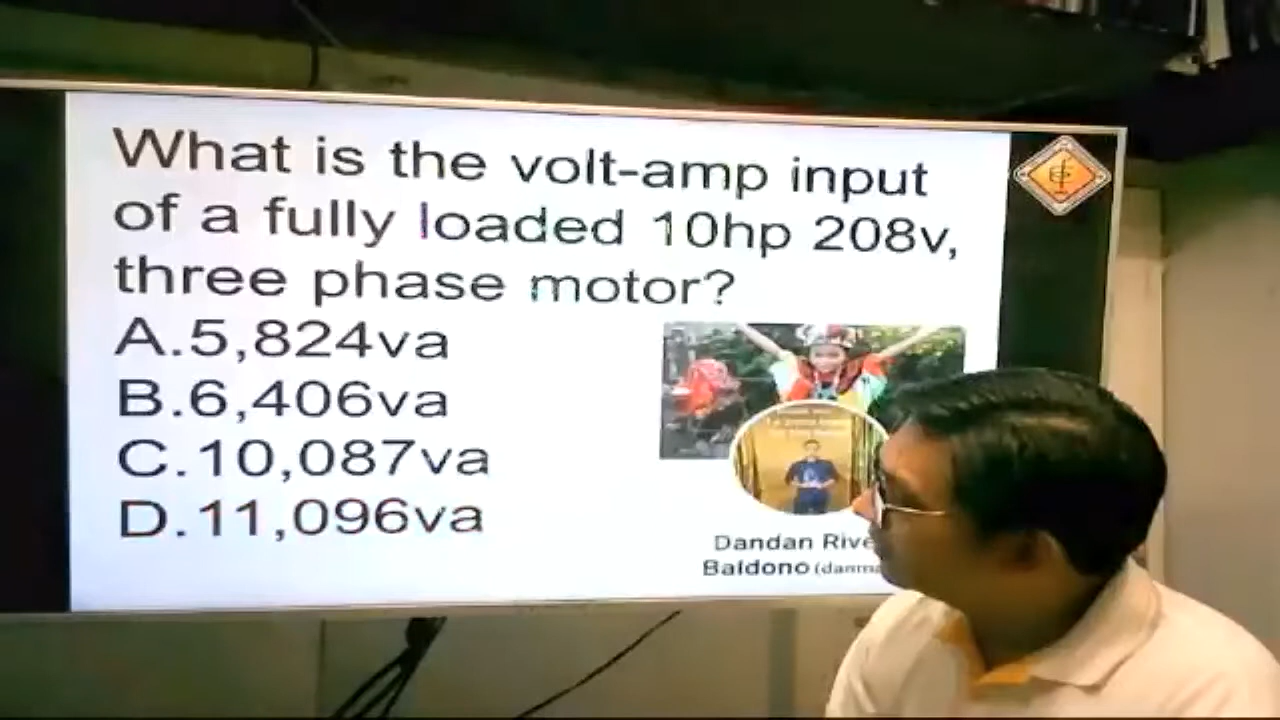 What is the volt-amp input
of a fully loaded 10hp 208v,
three phase motor?
A.5,824va
B.6,406va
C.10,087va
D.11,096va
Dandan
Baldono